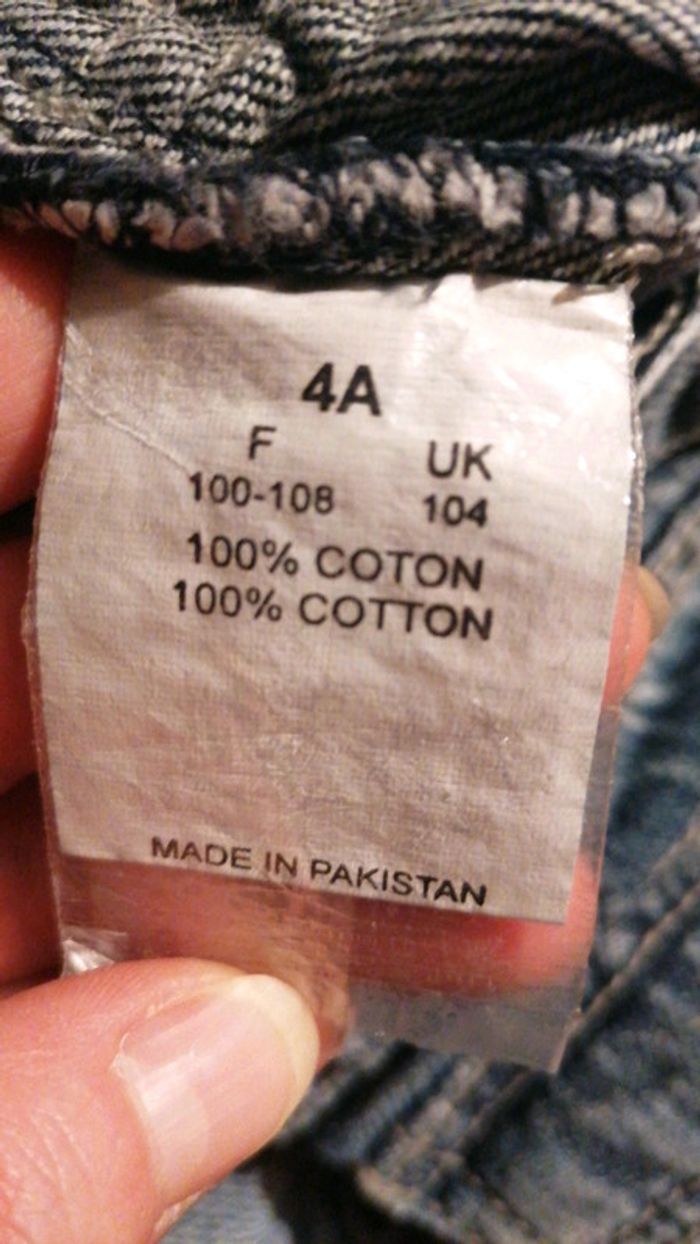 4A
F UK
100-108 104
100% COTON
100% COTTON
MADE IN PAKISTAN